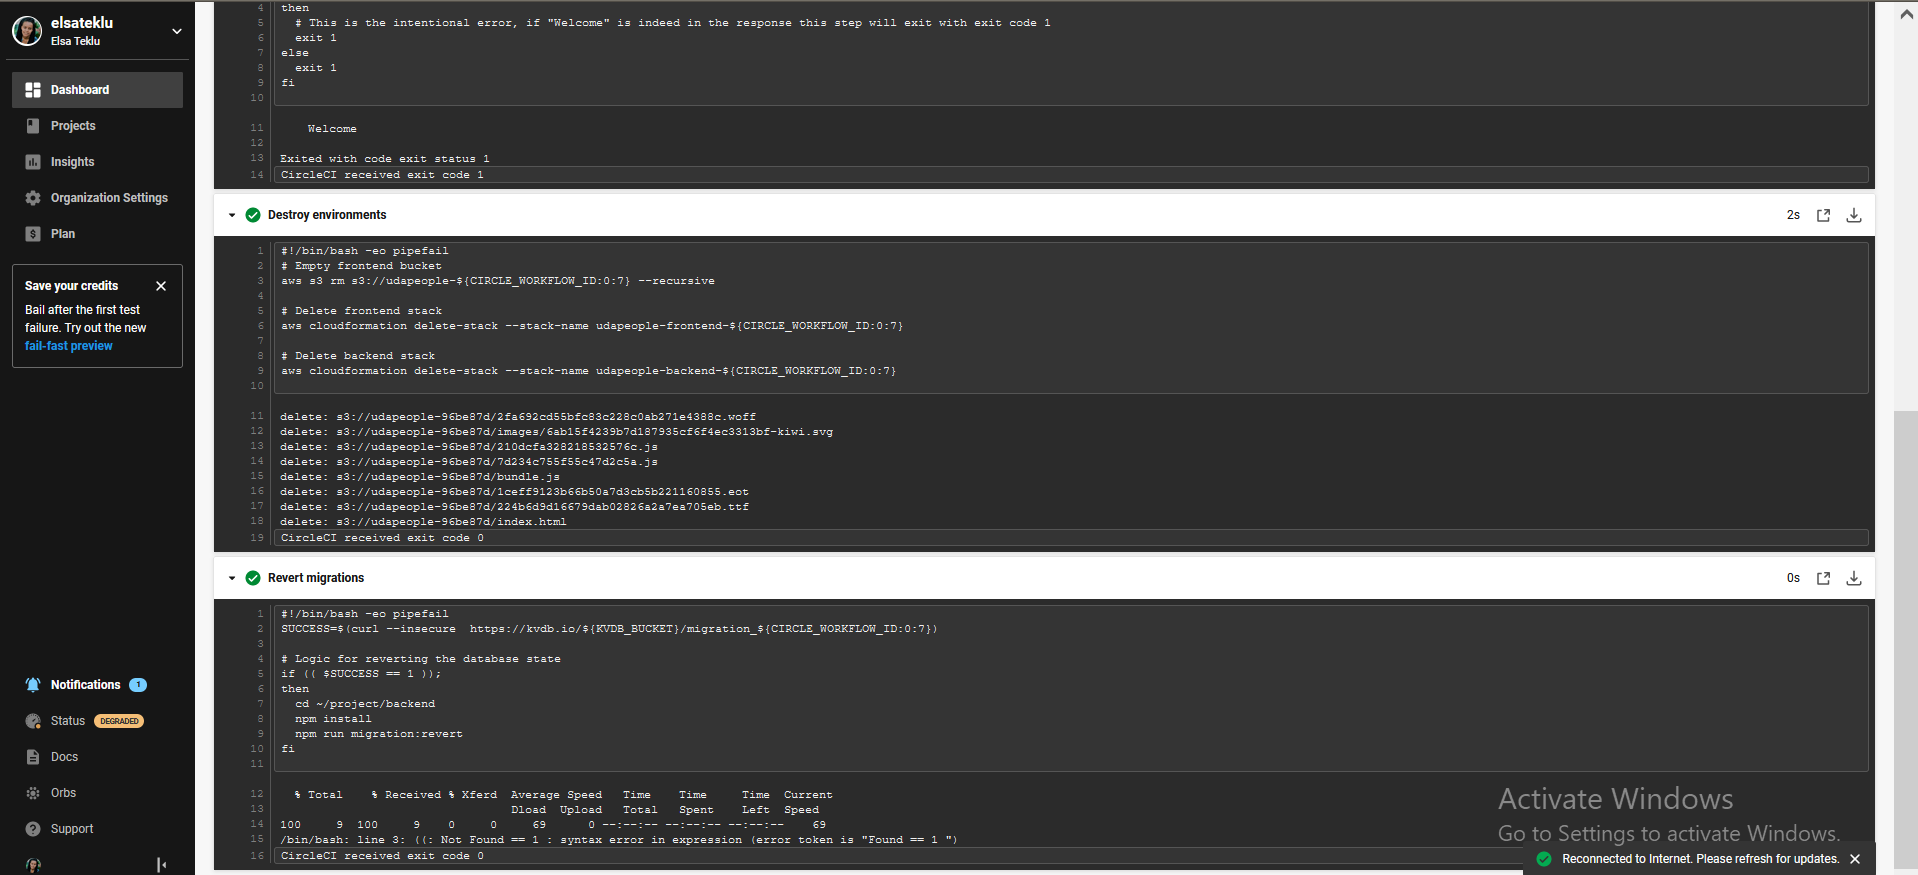 elsateklu
Elsa Teklu
Dashboard
Projects
Insights
Organization Settings
Plan
Save your credits
Bail after the first test
failure. Try out the new
fail-fast preview
Notifications 1
Status DEGRADED
Docs
Orbs
Support
4 then
5 # This is the intentional error, if "Welcome" is indeed in the response this step will exit with exit code 1
6 exit 1
7 else
8 exit 1
9 fi
10
11 Welcome
12
13 Exited with code exit status 1
14 CircleCI received exit code 1
Destroy environments 2s
1 #!/bin/bash -eo pipefail
2 # Empty frontend bucket
3 aws s3 rm s3://udapeople-${CIRCLE_WORKFLOW_ID:0:7} --recursive
4
5 # Delete frontend stack
6 aws cloudformation delete-stack --stack-name udapeople-frontend-${CIRCLE_WORKFLOW_ID:0:7}
7
8 # Delete backend stack
9 aws cloudformation delete-stack --stack-name udapeople-backend-${CIRCLE_WORKFLOW_ID:0:7}
10
11 delete: s3://udapeople-96be87d/2fa692cd55bfc83c228c0ab271e4388c.woff
12 delete: s3://udapeople-96be87d/images/6ab15f4239b7d187935cf6f4ec3313bf-kiwi.svg
13 delete: s3://udapeople-96be87d/210dcfa328218532576c.js
14 delete: s3://udapeople-96be87d/7d234c755f55c47d2c5a.js
15 delete: s3://udapeople-96be87d/bundle.js
16 delete: s3://udapeople-96be87d/1ceff9123b66b50a7d3cb5b221160855.eot
17 delete: s3://udapeople-96be87d/224b6d9d16679dab02826a2a7ea705eb.ttf
18 delete: s3://udapeople-96be87d/index.html
19 CircleCI received exit code 0
Revert migrations 0s
1 #!/bin/bash -eo pipefail
2 SUCCESS=$(curl --insecure  https://kvdb.io/${KVDB_BUCKET}/migration_${CIRCLE_WORKFLOW_ID:0:7})
3
4 # Logic for reverting the database state
5 if (( $SUCCESS == 1 ));
6 then
7 cd ~/project/backend
8 npm install
9 npm run migration:revert
10 fi
11
12 % Total % Received % Xferd Average Speed Time Time Time Current
13 Dload Upload Total Spent Left Speed
14 100 9 100 9 0 0 69 0 --:--:-- --:--:-- --:--:-- 69
15 /bin/bash: line 3: ((: Not Found == 1 : syntax error in expression (error token is "Found == 1 ")
16 CircleCI received exit code 0
Activate Windows
Go to Settings to activate Windows.
Reconnected to Internet. Please refresh for updates.